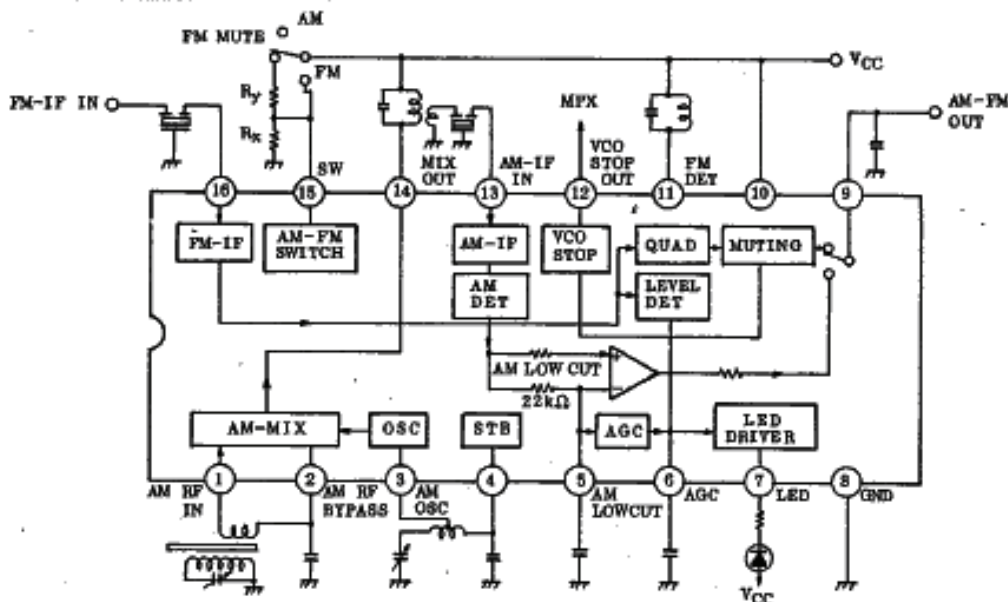 AM
FM MUTE
FM
VCC
FM-IF IN
Ry
Rx
MPX
AM-FM
OUT
SW
MIX
OUT
AM-IF
IN
VCO
STOP
OUT
FM
DET
16
15
14
13
12
11
10
9
FM-IF
AM-FM
SWITCH
AM-IF
VCO
STOP
QUAD
MUTING
AM
DET
LEVEL
DET
AM LOW CUT
22kΩ
+
−
AM-MIX
OSC
STB
AGC
LED
DRIVER
1
2
3
4
5
6
7
8
AM RF
IN
AM RF
BYPASS
AM
OSC
AM
LOWCUT
AGC
LED
GND
VCC